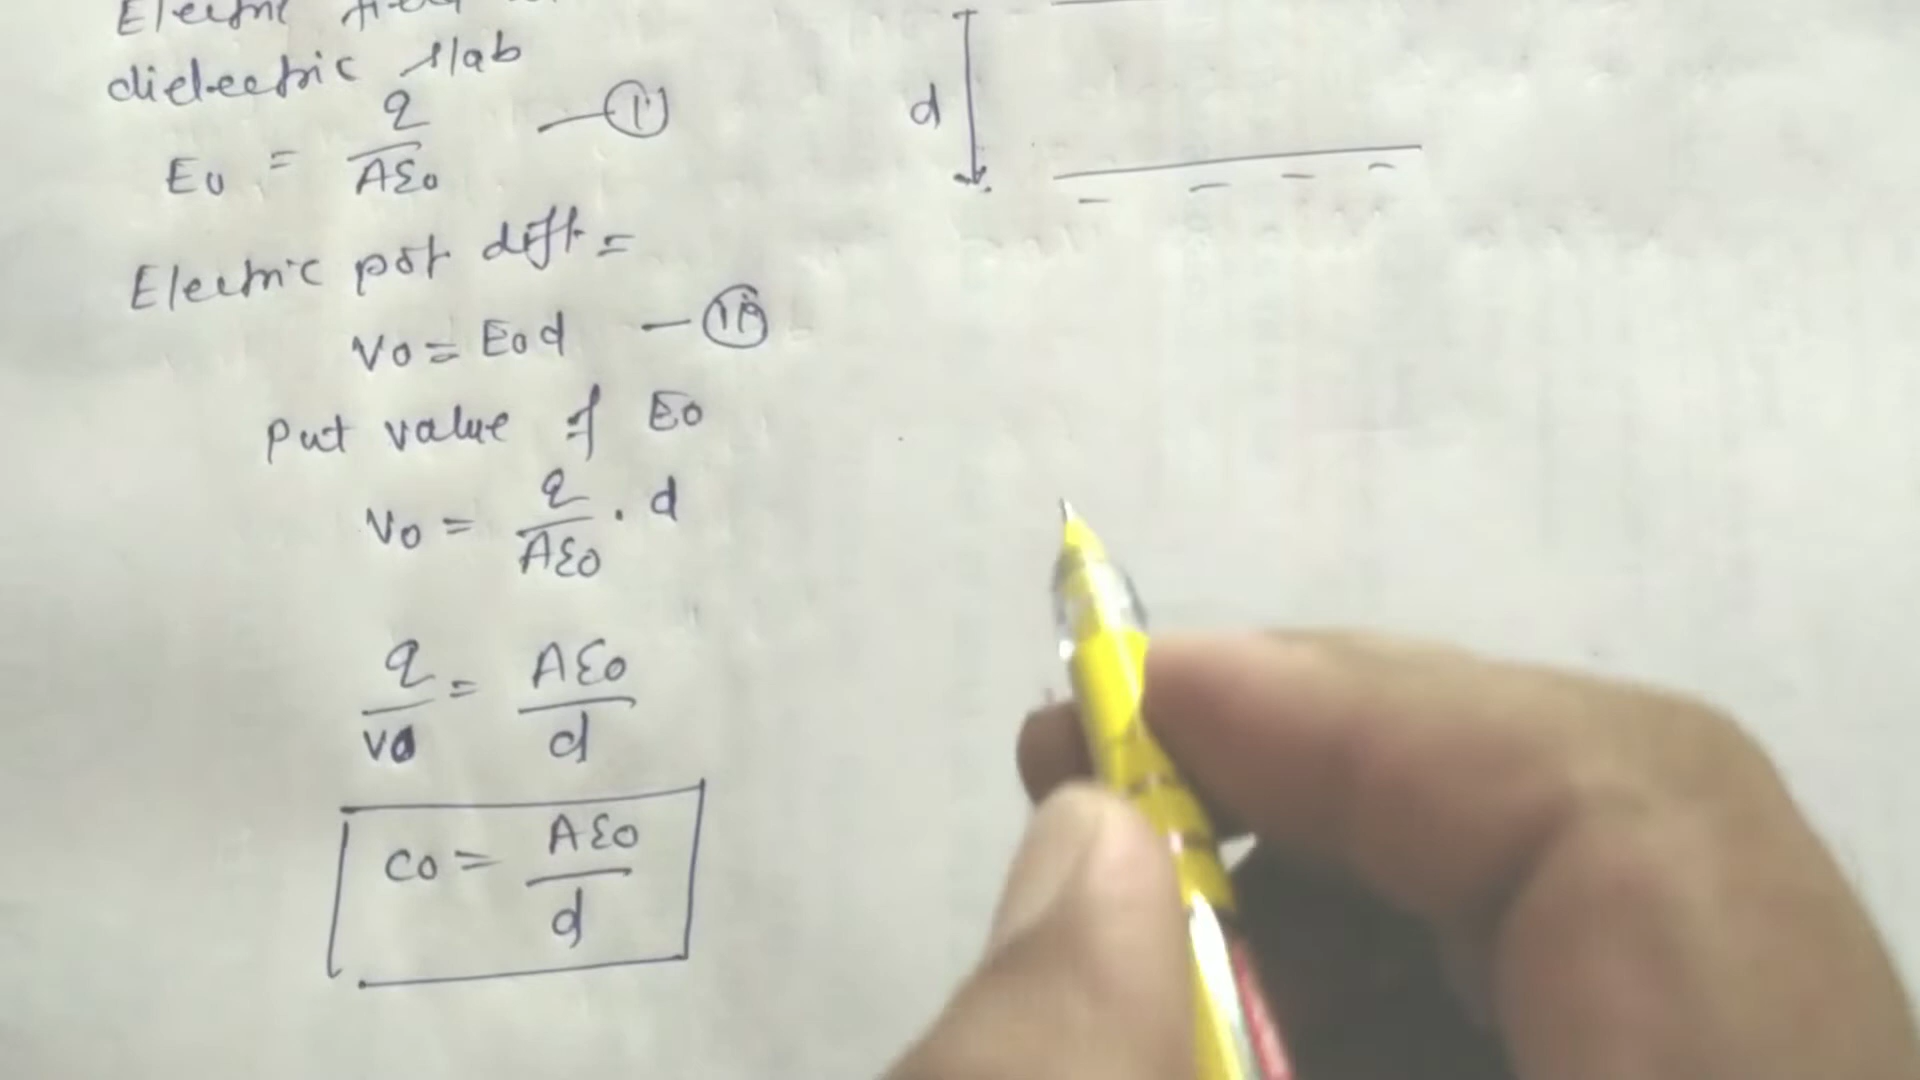 Electric
dielectric slab
E0 = q/Aε0 — (i)
Electric pot diff =
V0 = E0d — (ii)
Put value of E0
V0 = q/Aε0 . d
q/V0 = Aε0/d
C0 = Aε0/d
d